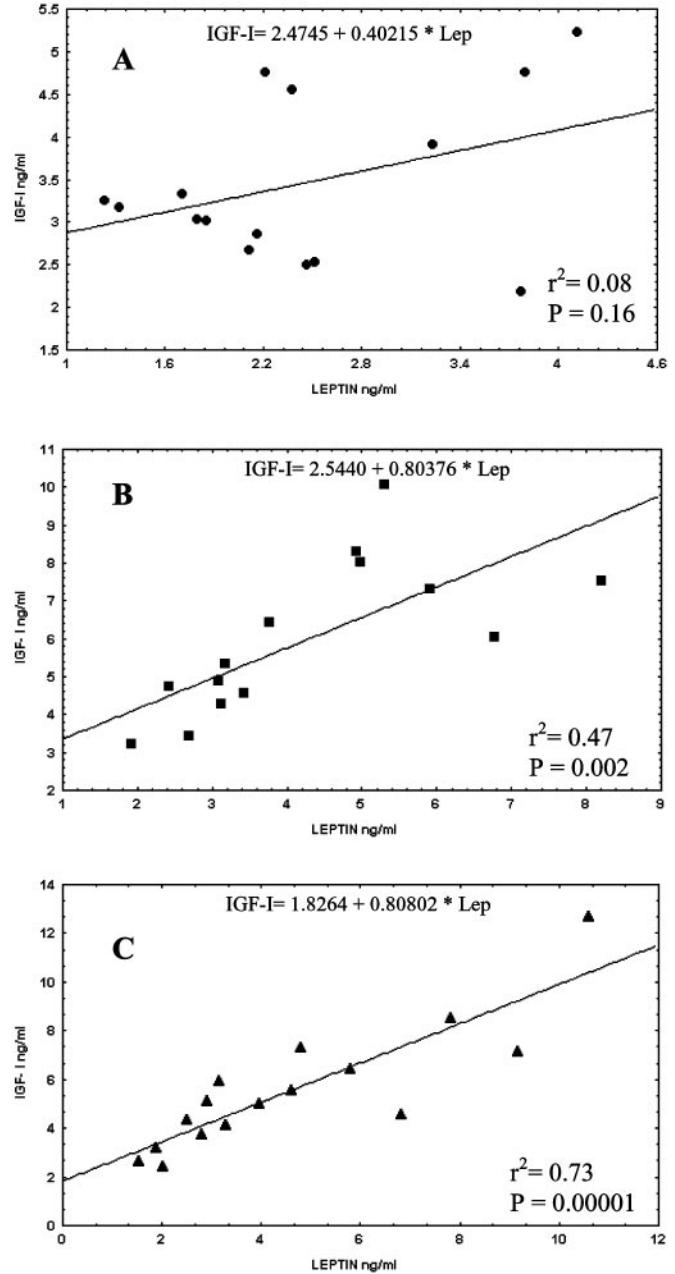 IGF-I= 2.4745 + 0.40215 * Lep
A
5.5
5
4.5
4
3.5
3
2.5
2
1.5
IGF-I ng/ml
r²= 0.08
P = 0.16
1 1.6 2.2 2.8 3.4 4 4.6
LEPTIN ng/ml
IGF-I= 2.5440 + 0.80376 * Lep
B
11
10
9
8
7
6
5
4
3
2
IGF- I ng/ml
r²= 0.47
P = 0.002
1 2 3 4 5 6 7 8 9
LEPTIN ng/ml
IGF-I= 1.8264 + 0.80802 * Lep
C
14
12
10
8
6
4
2
0
IGF- I ng/ml
r²= 0.73
P = 0.00001
0 2 4 6 8 10 12
LEPTIN ng/ml